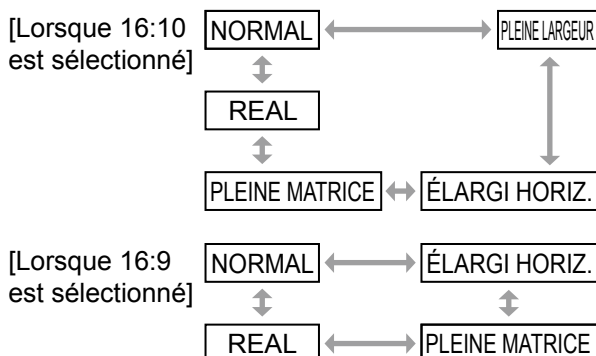 [Lorsque 16:10
est sélectionné]
NORMAL
PLEINE LARGEUR
REAL
PLEINE MATRICE
ÉLARGI HORIZ.
[Lorsque 16:9
est sélectionné]
NORMAL
ÉLARGI HORIZ.
REAL
PLEINE MATRICE